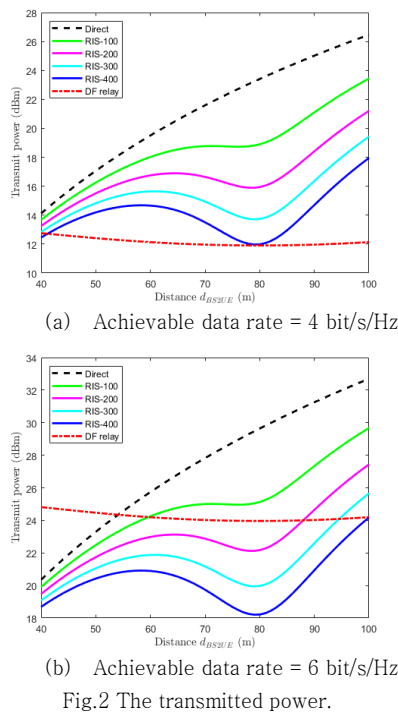 28
26
24
22
20
18
16
14
12
10
Transmit power (dBm)
Direct
RIS-100
RIS-200
RIS-300
RIS-400
DF relay
40 50 60 70 80 90 100
Distance d_BS2UE (m)
(a) Achievable data rate = 4 bit/s/Hz
34
32
30
28
26
24
22
20
18
Transmit power (dBm)
Direct
RIS-100
RIS-200
RIS-300
RIS-400
DF relay
40 50 60 70 80 90 100
Distance d_BS2UE (m)
(b) Achievable data rate = 6 bit/s/Hz
Fig.2 The transmitted power.